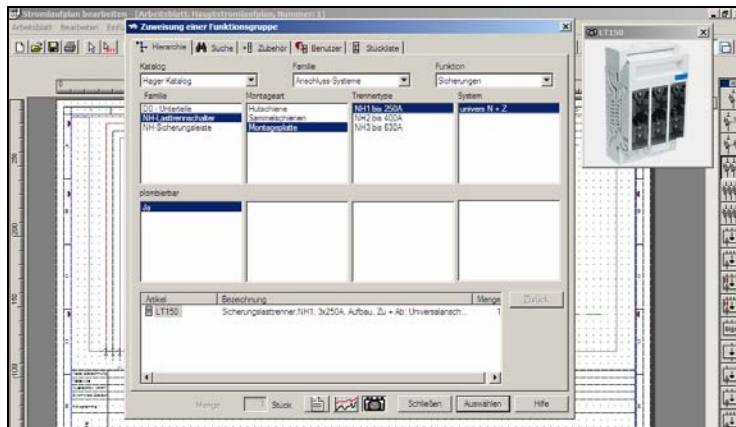 Stromlaufplan bearbeiten - [Arbeitsblatt: Hauptstromlaufplan, Nummer: 1]
Arbeitsblatt Bearbeiten
Zuweisung einer Funktionsgruppe
LT150
Hierarchie Suche Zubehör Benutzer Stückliste
Katalog Familie Funktion
Hager Katalog Anschluss-Systeme Sicherungen
Familie Montageart Trennertype System
D0 - Unterteile Hutschiene NH1 bis 250A univers N + Z
NH-Lasttrennschalter Sammelschienen NH2 bis 400A
NH-Sicherungsleiste Montageplatte NH3 bis 630A
plombierbar
Ja
Artikel Bezeichnung Menge Zurück
LT150 Sicherungslasttrenner,NH1, 3x250A, Aufbau, Zu + Ab: Universalansch... 1
Menge 1 Stück Schließen Auswählen Hilfe